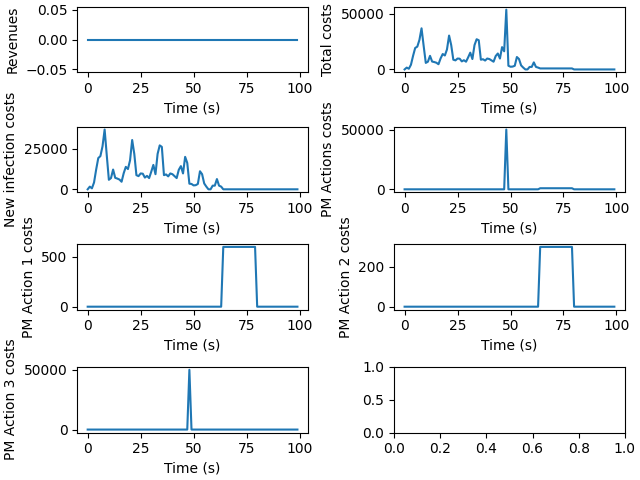 Revenues
0.05
0.00
−0.05
0 25 50 75 100
Time (s)
Total costs
50000
0
0 25 50 75 100
Time (s)
New infection costs
25000
0
0 25 50 75 100
Time (s)
PM Actions costs
50000
0
0 25 50 75 100
Time (s)
PM Action 1 costs
500
0
0 25 50 75 100
Time (s)
PM Action 2 costs
200
0
0 25 50 75 100
Time (s)
PM Action 3 costs
50000
0
0 25 50 75 100
Time (s)
1.0
0.5
0.0
0.0 0.2 0.4 0.6 0.8 1.0